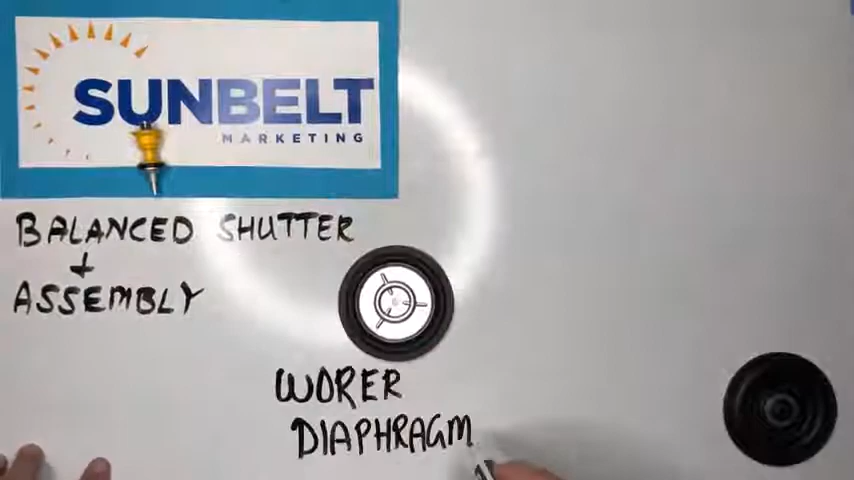 SUNBELT
MARKETING
BALANCED SHUTTER
+
ASSEMBLY
WORER
DIAPHRAGM